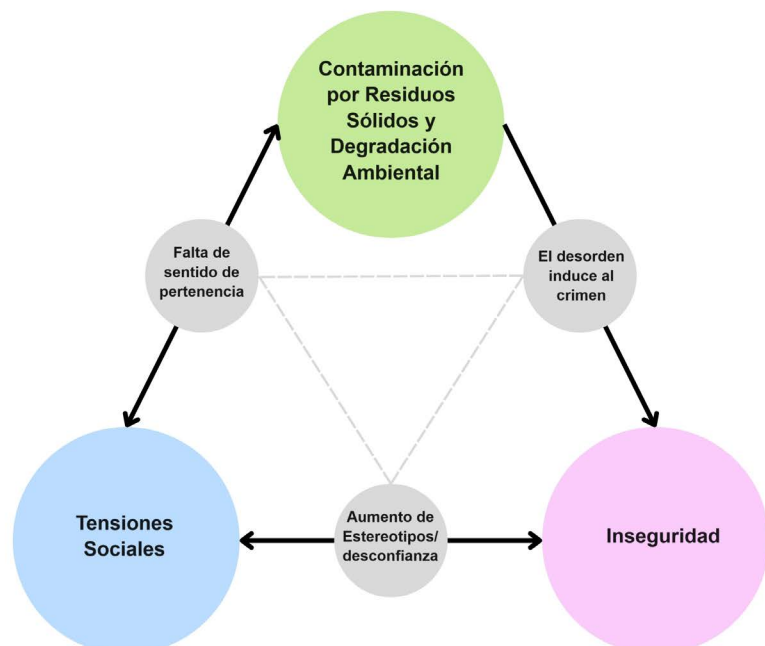 Contaminación
por Residuos
Sólidos y
Degradación
Ambiental
Falta de
sentido de
pertenencia
El desorden
induce al
crimen
Tensiones
Sociales
Aumento de
Estereotipos/
desconfianza
Inseguridad